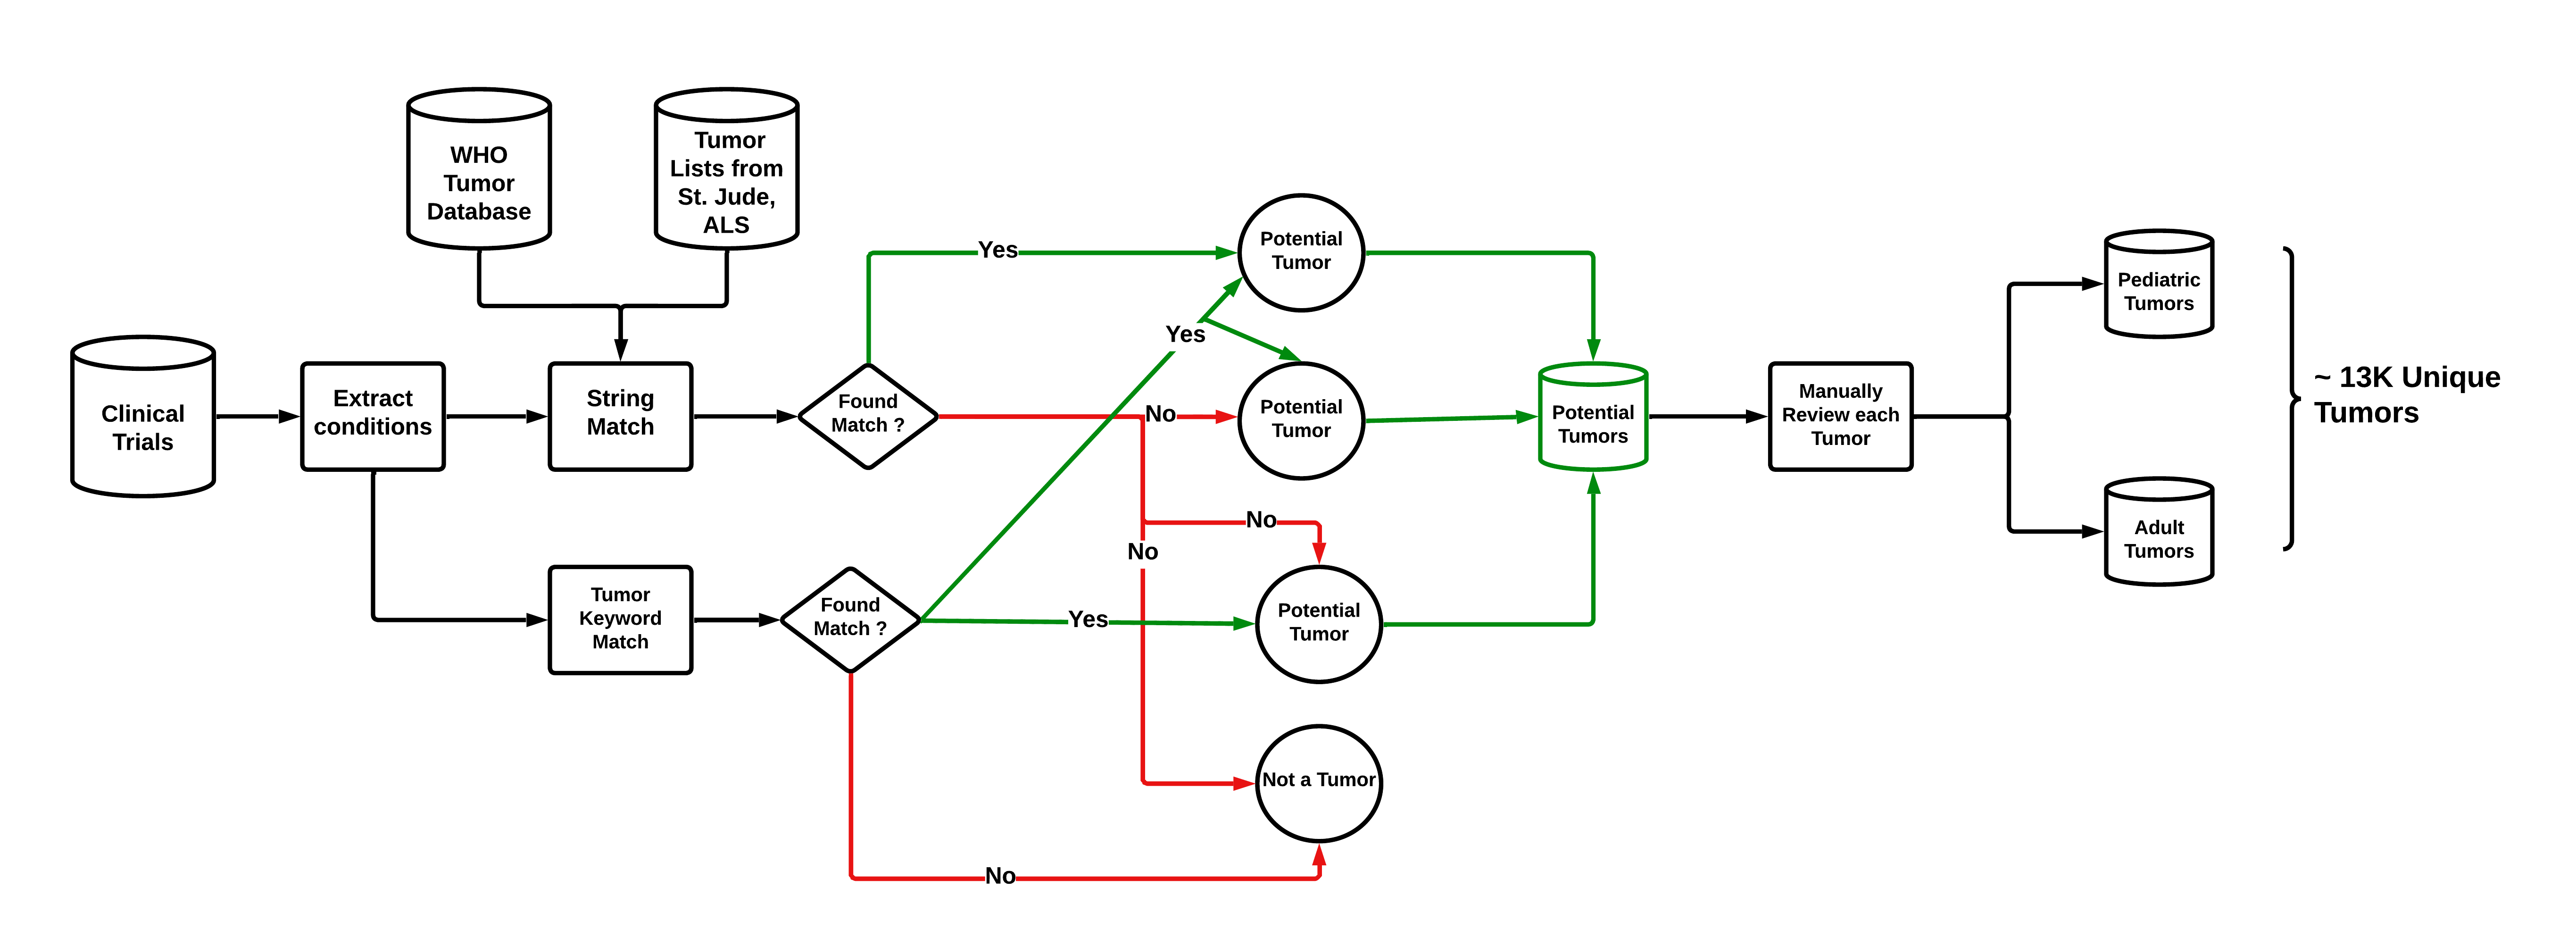 WHO
Tumor
Database
Tumor
Lists from
St. Jude,
ALS
Clinical
Trials
Extract
conditions
String
Match
Found
Match ?
Yes
Potential
Tumor
Yes
No
Potential
Tumor
Potential
Tumors
Manually
Review each
Tumor
Pediatric
Tumors
Adult
Tumors
~ 13K Unique
Tumors
No
No
Tumor
Keyword
Match
Found
Match ?
Yes
Potential
Tumor
Not a Tumor
No